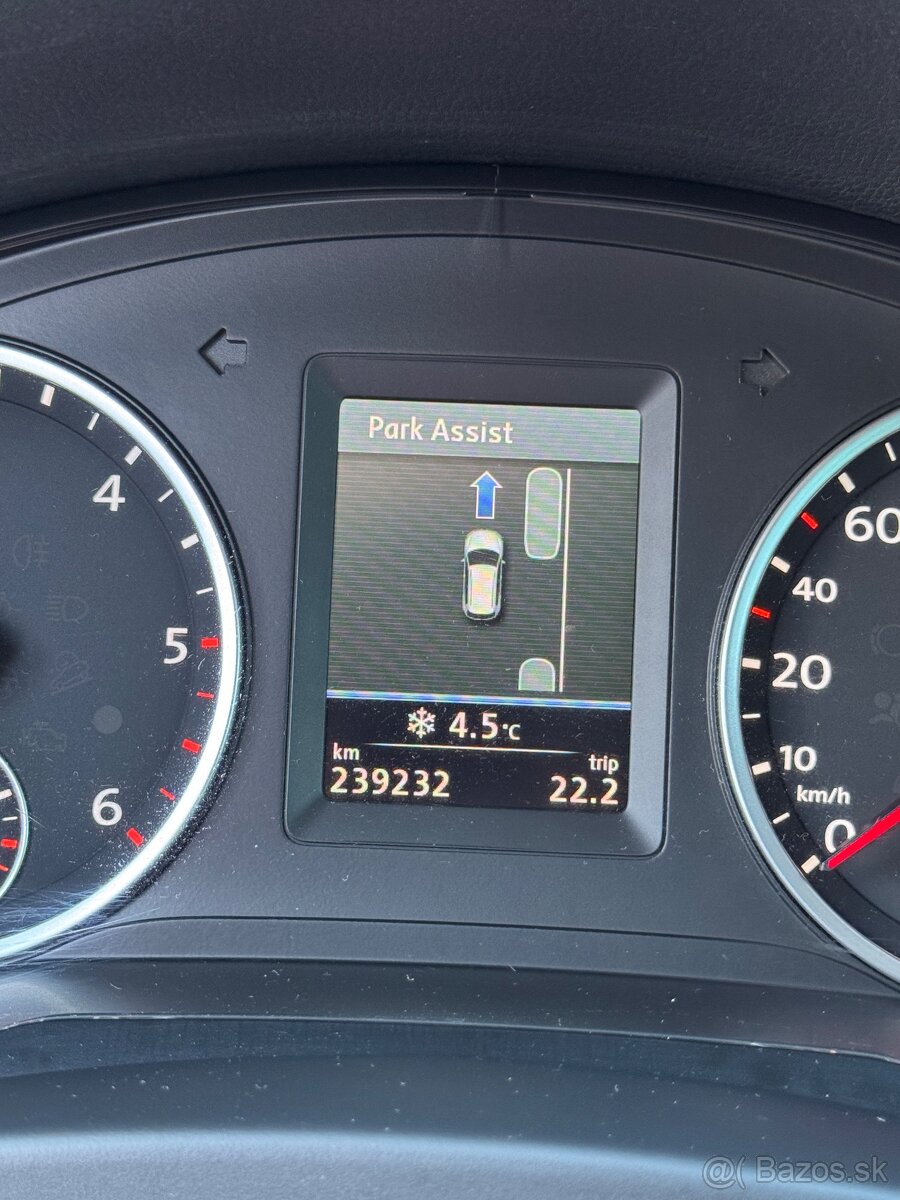 Park Assist
4
5
6
60
40
20
10
km/h
0
4.5°C
km
trip
239232
22.2
@( Bazos.sk